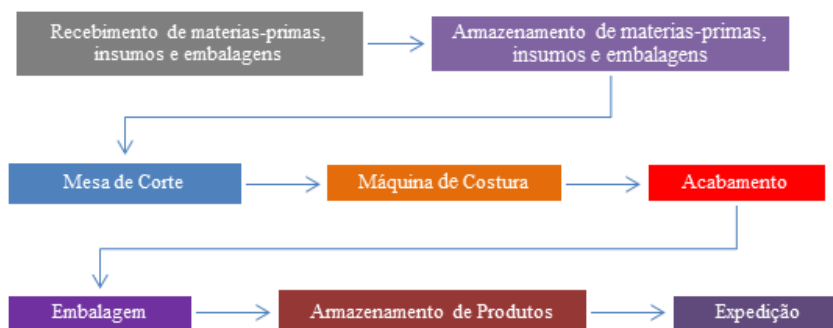 Recebimento de materias-primas,
insumos e embalagens
Armazenamento de materias-primas,
insumos e embalagens
Mesa de Corte
Máquina de Costura
Acabamento
Embalagem
Armazenamento de Produtos
Expedição